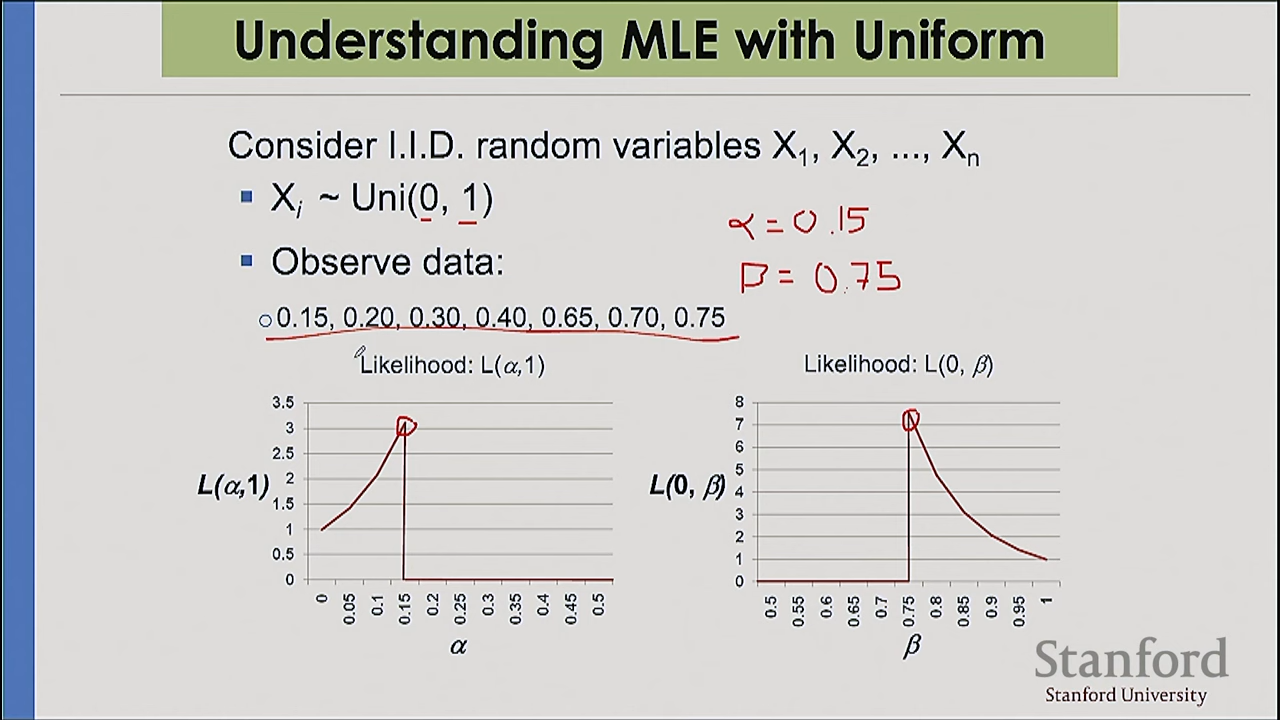 Understanding MLE with Uniform
Consider I.I.D. random variables X₁, X₂, ..., Xₙ
▪ Xᵢ ~ Uni(0, 1)
α = 0.15
▪ Observe data:
β = 0.75
○ 0.15, 0.20, 0.30, 0.40, 0.65, 0.70, 0.75
Likelihood: L(α,1)
3.5
3
2.5
2
1.5
1
0.5
0
L(α,1)
0 0.05 0.1 0.15 0.2 0.25 0.3 0.35 0.4 0.45 0.5
α
Likelihood: L(0, β)
8
7
6
5
4
3
2
1
0
L(0, β)
0.5 0.55 0.6 0.65 0.7 0.75 0.8 0.85 0.9 0.95 1
β
Stanford
Stanford University